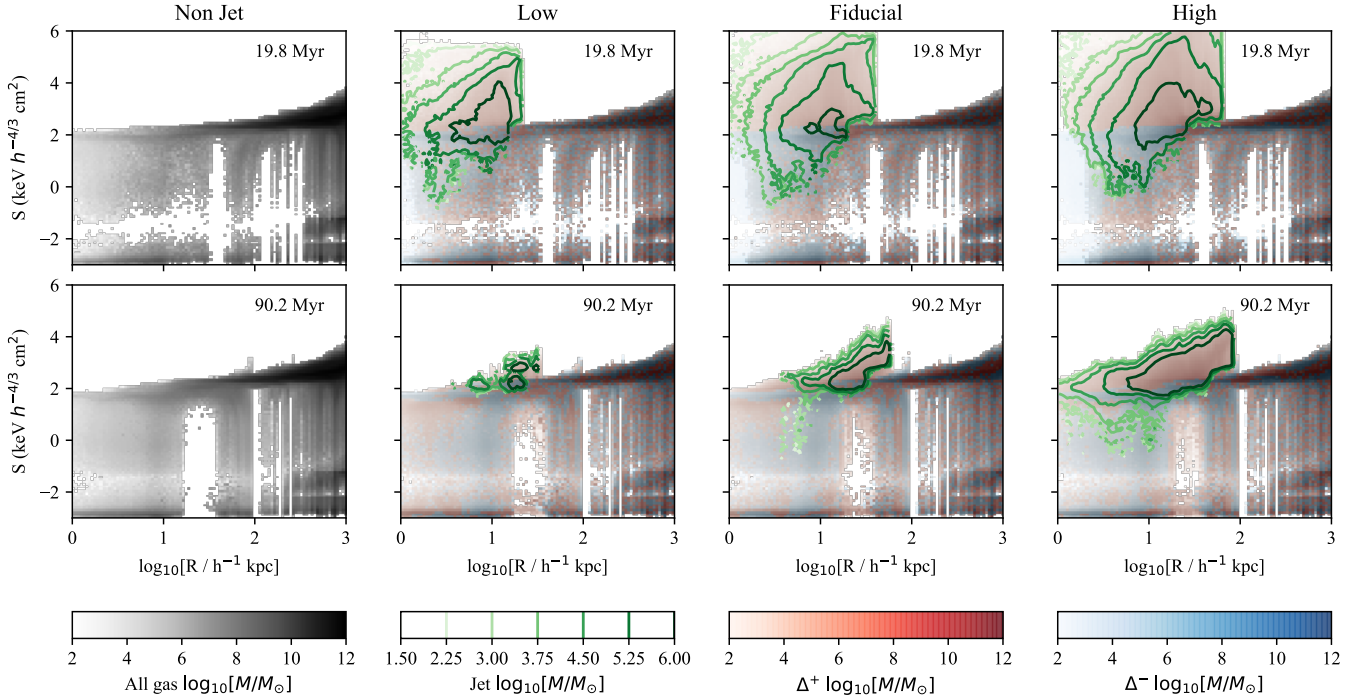 Non Jet
Low
Fiducial
High
19.8 Myr
19.8 Myr
19.8 Myr
19.8 Myr
S (keV h^{-4/3} cm²)
6
4
2
0
−2
90.2 Myr
90.2 Myr
90.2 Myr
90.2 Myr
S (keV h^{-4/3} cm²)
6
4
2
0
−2
0 1 2 3
0 1 2 3
0 1 2 3
0 1 2 3
log₁₀[R / h⁻¹ kpc]
log₁₀[R / h⁻¹ kpc]
log₁₀[R / h⁻¹ kpc]
log₁₀[R / h⁻¹ kpc]
2 4 6 8 10 12
1.50 2.25 3.00 3.75 4.50 5.25 6.00
2 4 6 8 10 12
2 4 6 8 10 12
All gas log₁₀[M/M⊙]
Jet log₁₀[M/M⊙]
Δ⁺ log₁₀[M/M⊙]
Δ⁻ log₁₀[M/M⊙]